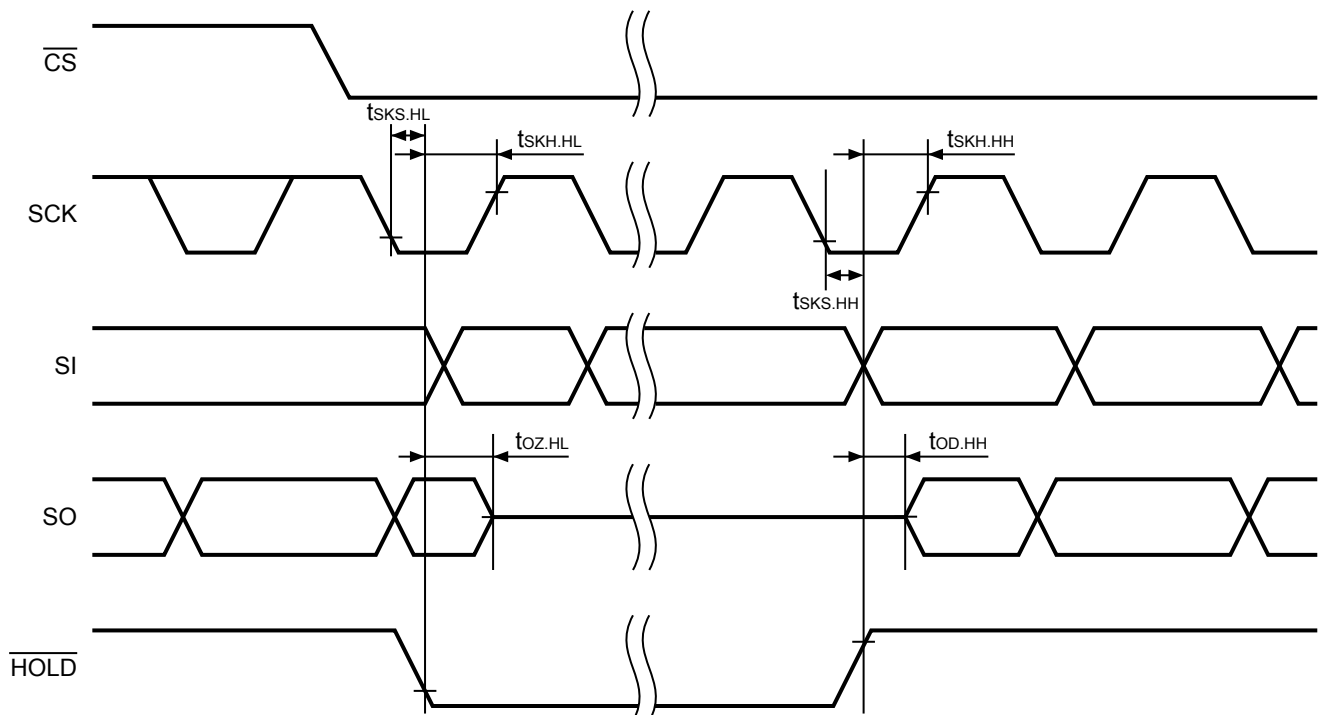 CS
tSKS.HL
tSKH.HL
tSKH.HH
SCK
tSKS.HH
SI
tOZ.HL
tOD.HH
SO
HOLD